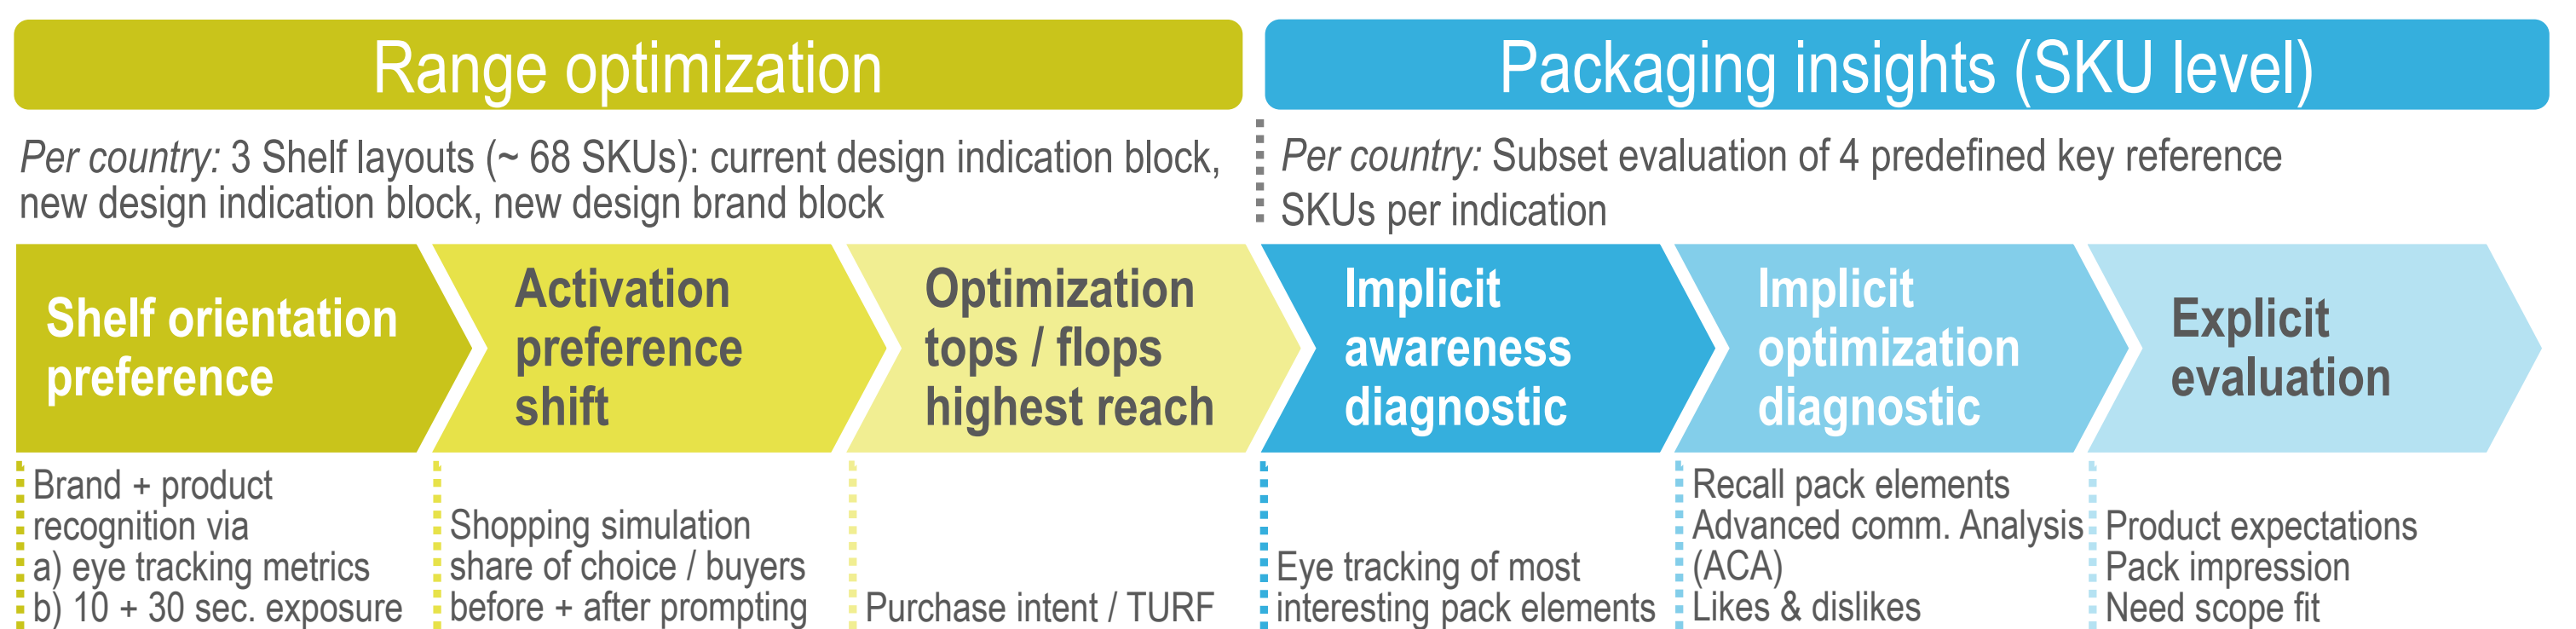 Range optimization
Packaging insights (SKU level)
Per country: 3 Shelf layouts (~ 68 SKUs): current design indication block,
new design indication block, new design brand block
Per country: Subset evaluation of 4 predefined key reference
SKUs per indication
Shelf orientation
preference
Activation
preference
shift
Optimization
tops / flops
highest reach
Implicit
awareness
diagnostic
Implicit
optimization
diagnostic
Explicit
evaluation
Brand + product
recognition via
a) eye tracking metrics
b) 10 + 30 sec. exposure
Shopping simulation
share of choice / buyers
before + after prompting
Purchase intent / TURF
Eye tracking of most
interesting pack elements
Recall pack elements
Advanced comm. Analysis
(ACA)
Likes & dislikes
Product expectations
Pack impression
Need scope fit